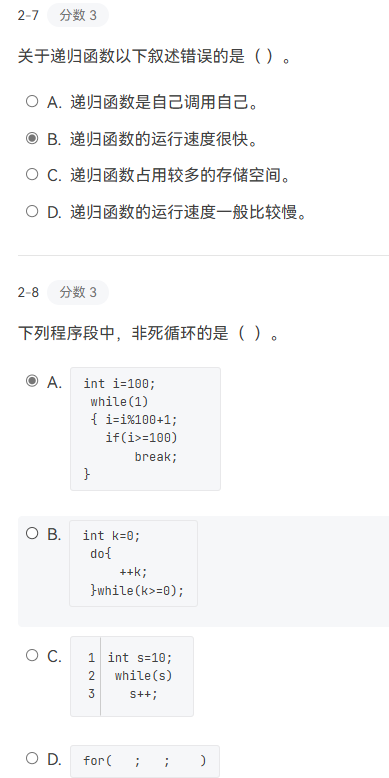 2-7 分数 3
关于递归函数以下叙述错误的是（ ）。
A. 递归函数是自己调用自己。
B. 递归函数的运行速度很快。
C. 递归函数占用较多的存储空间。
D. 递归函数的运行速度一般比较慢。
2-8 分数 3
下列程序段中，非死循环的是（ ）。
A.
int i=100;
while(1)
{ i=i%100+1;
if(i>=100)
break;
}
B.
int k=0;
do{
++k;
}while(k>=0);
C.
1 int s=10;
2 while(s)
3 s++;
D. for( ; ; )